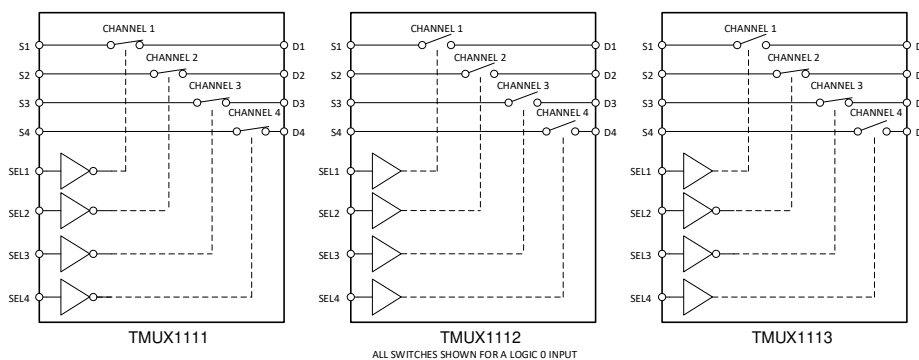 CHANNEL 1
S1
D1
CHANNEL 2
S2
D2
CHANNEL 3
S3
D3
CHANNEL 4
S4
D4
SEL1
SEL2
SEL3
SEL4
TMUX1111
CHANNEL 1
S1
D1
CHANNEL 2
S2
D2
CHANNEL 3
S3
D3
CHANNEL 4
S4
D4
SEL1
SEL2
SEL3
SEL4
TMUX1112
CHANNEL 1
S1
CHANNEL 2
S2
CHANNEL 3
S3
CHANNEL 4
S4
SEL1
SEL2
SEL3
SEL4
TMUX1113
ALL SWITCHES SHOWN FOR A LOGIC 0 INPUT